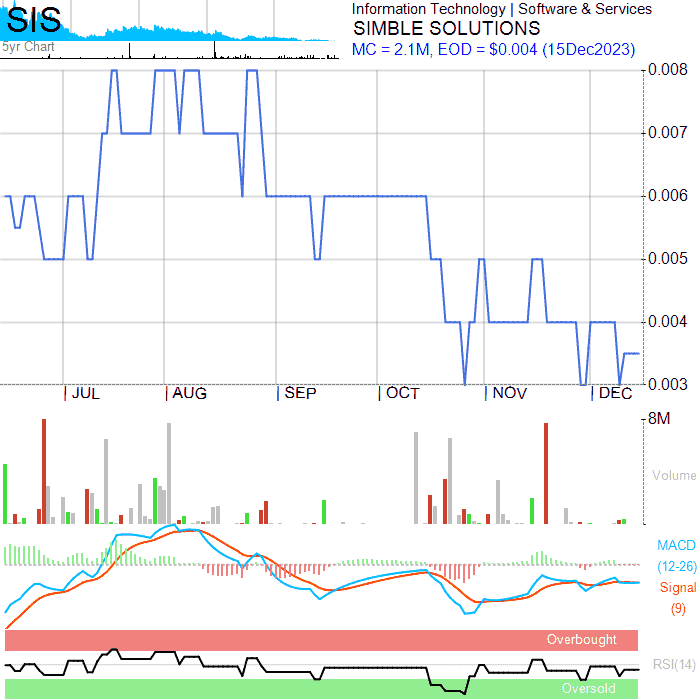 SIS
5yr Chart
Information Technology | Software & Services
SIMBLE SOLUTIONS
MC = 2.1M, EOD = $0.004 (15Dec2023)
0.008
0.007
0.006
0.005
0.004
0.003
JUL AUG SEP OCT NOV DEC
8M
Volume
MACD
(12-26)
Signal
(9)
Overbought
RSI(14)
Oversold